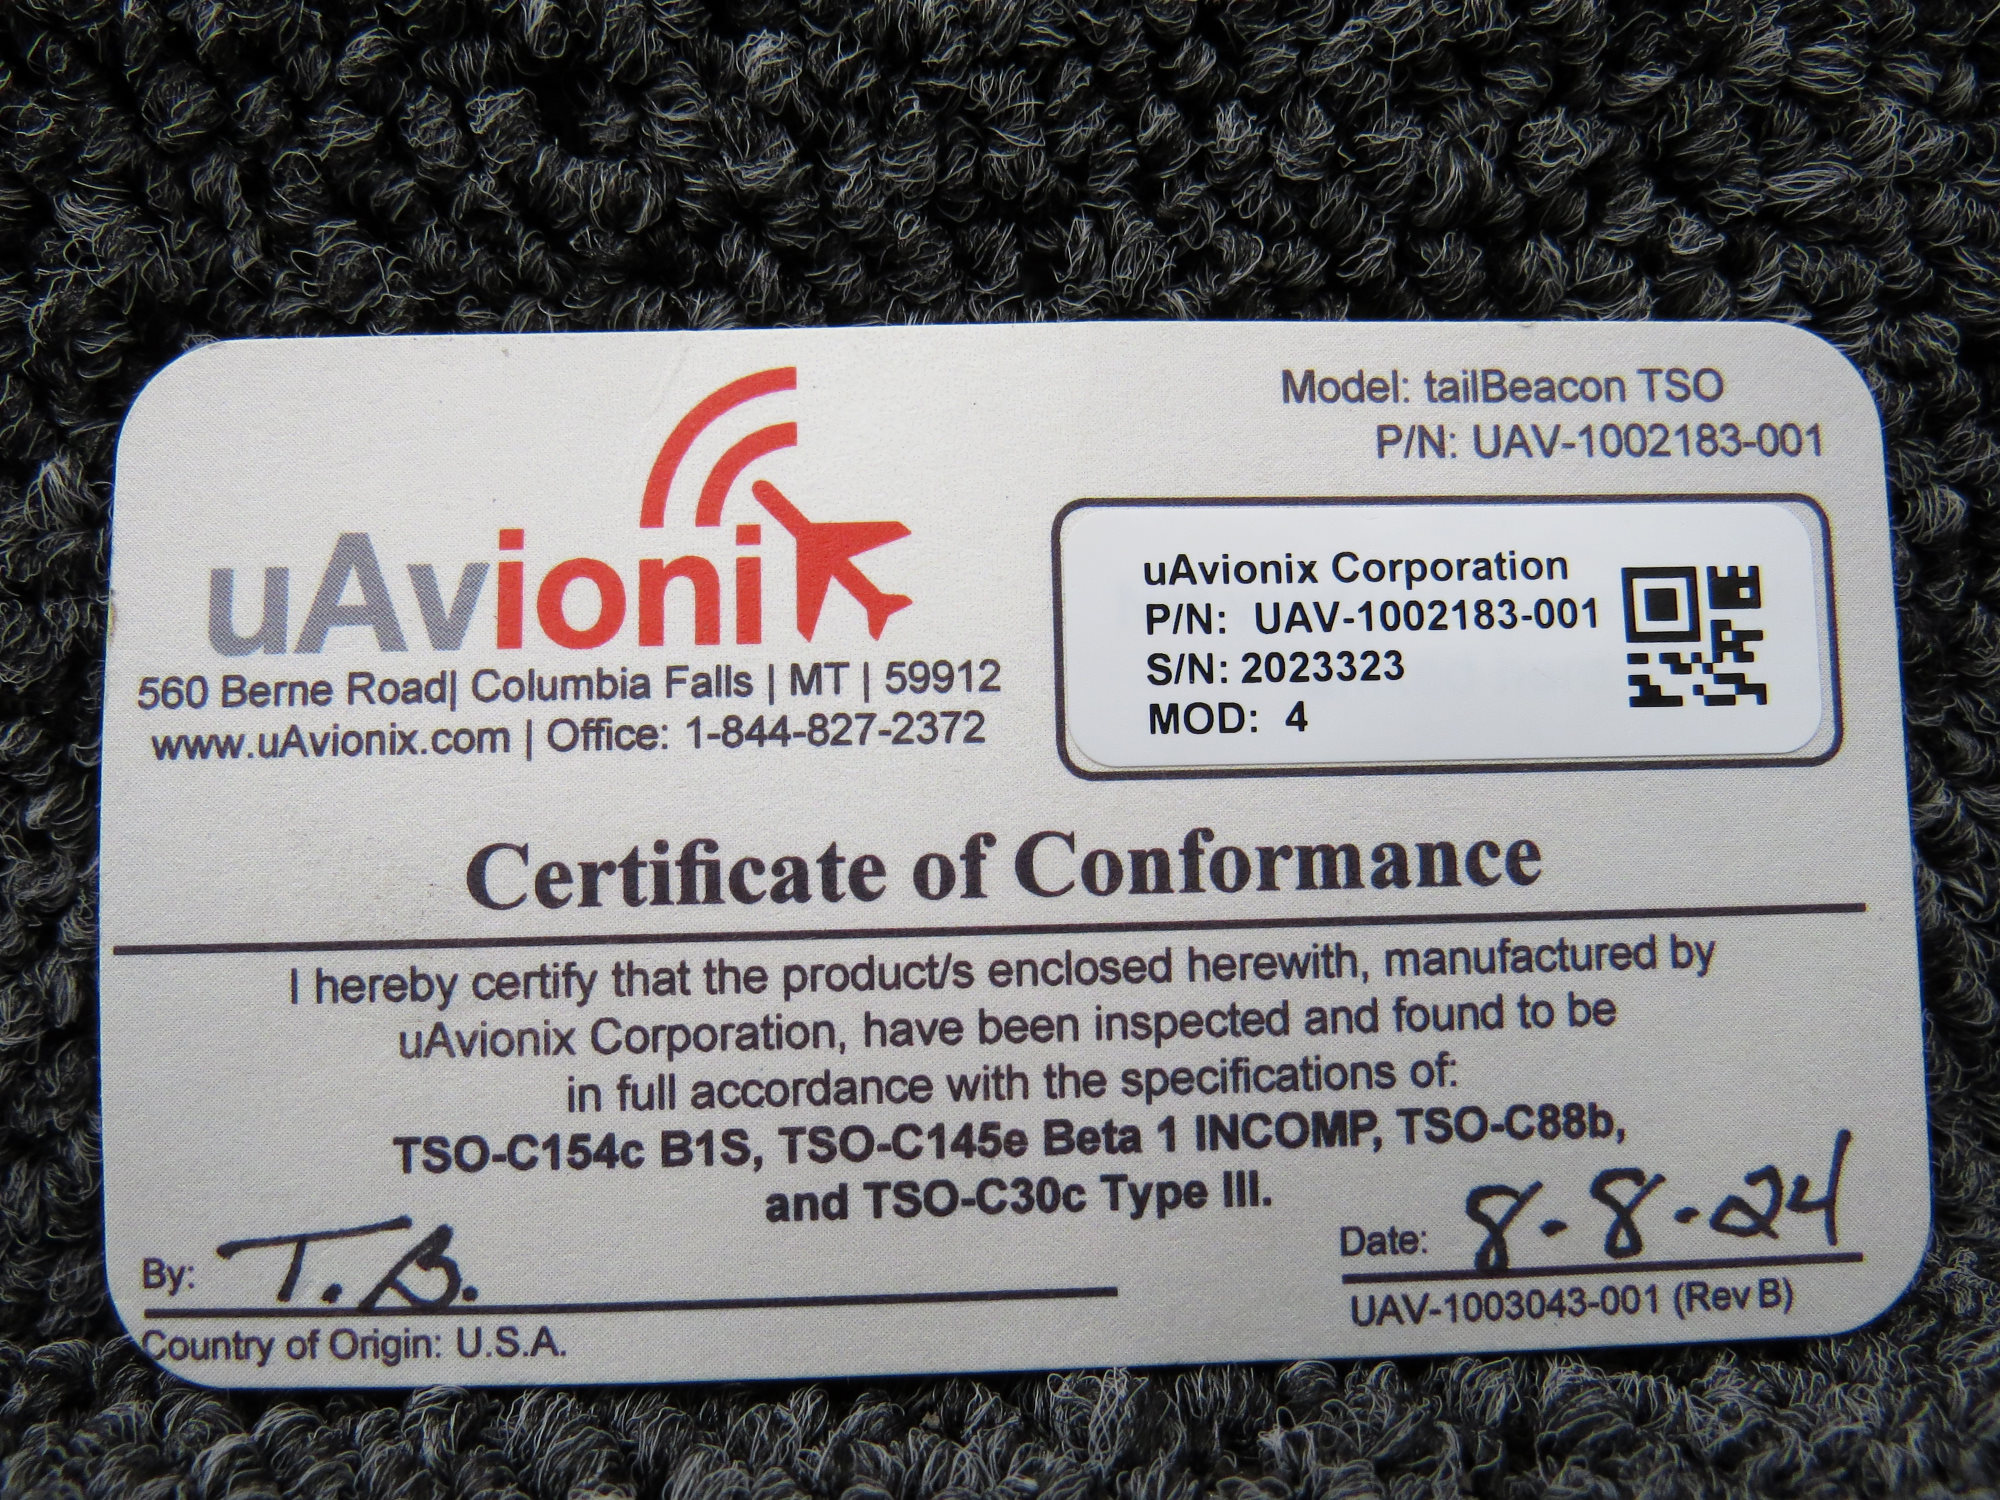 uAvionix
560 Berne Road| Columbia Falls | MT | 59912
www.uAvionix.com | Office: 1-844-827-2372
Model: tailBeacon TSO
P/N: UAV-1002183-001
uAvionix Corporation
P/N: UAV-1002183-001
S/N: 2023323
MOD: 4
Certificate of Conformance
I hereby certify that the product/s enclosed herewith, manufactured by
uAvionix Corporation, have been inspected and found to be
in full accordance with the specifications of:
TSO-C154c B1S, TSO-C145e Beta 1 INCOMP, TSO-C88b,
and TSO-C30c Type III.
By: T.B.
Date: 8-8-24
Country of Origin: U.S.A.
UAV-1003043-001 (Rev B)